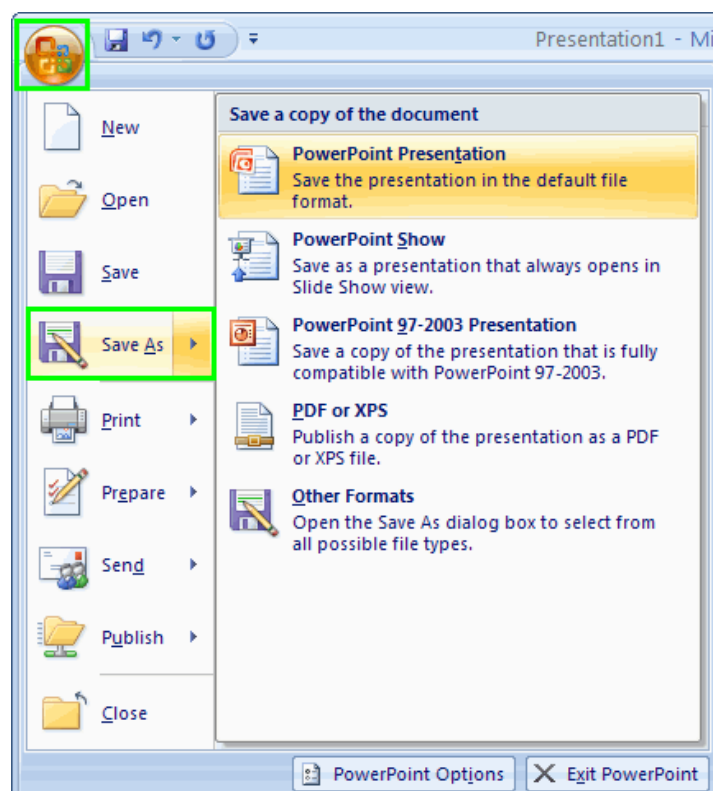 Presentation1 - Mi
New
Open
Save
Save As
Print
Prepare
Send
Publish
Close
Save a copy of the document
PowerPoint Presentation
Save the presentation in the default file
format.
PowerPoint Show
Save as a presentation that always opens in
Slide Show view.
PowerPoint 97-2003 Presentation
Save a copy of the presentation that is fully
compatible with PowerPoint 97-2003.
PDF or XPS
Publish a copy of the presentation as a PDF
or XPS file.
Other Formats
Open the Save As dialog box to select from
all possible file types.
PowerPoint Options
Exit PowerPoint